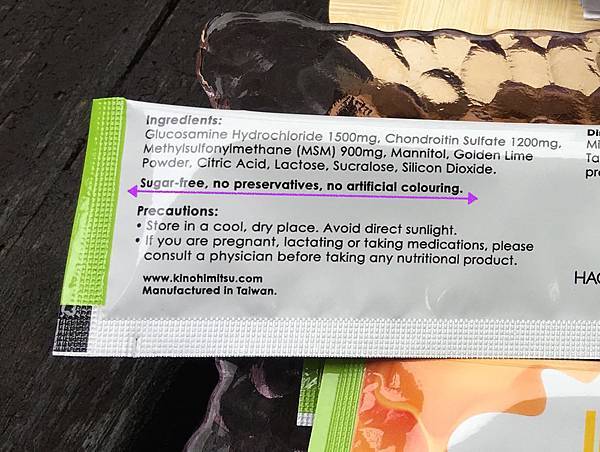 Ingredients:
Glucosamine Hydrochloride 1500mg, Chondroitin Sulfate 1200mg,
Methylsulfonylmethane (MSM) 900mg, Mannitol, Golden Lime
Powder, Citric Acid, Lactose, Sucralose, Silicon Dioxide.
Sugar-free, no preservatives, no artificial colouring.
Precautions:
• Store in a cool, dry place. Avoid direct sunlight.
• If you are pregnant, lactating or taking medications, please
consult a physician before taking any nutritional product.
www.kinohimitsu.com
Manufactured in Taiwan.